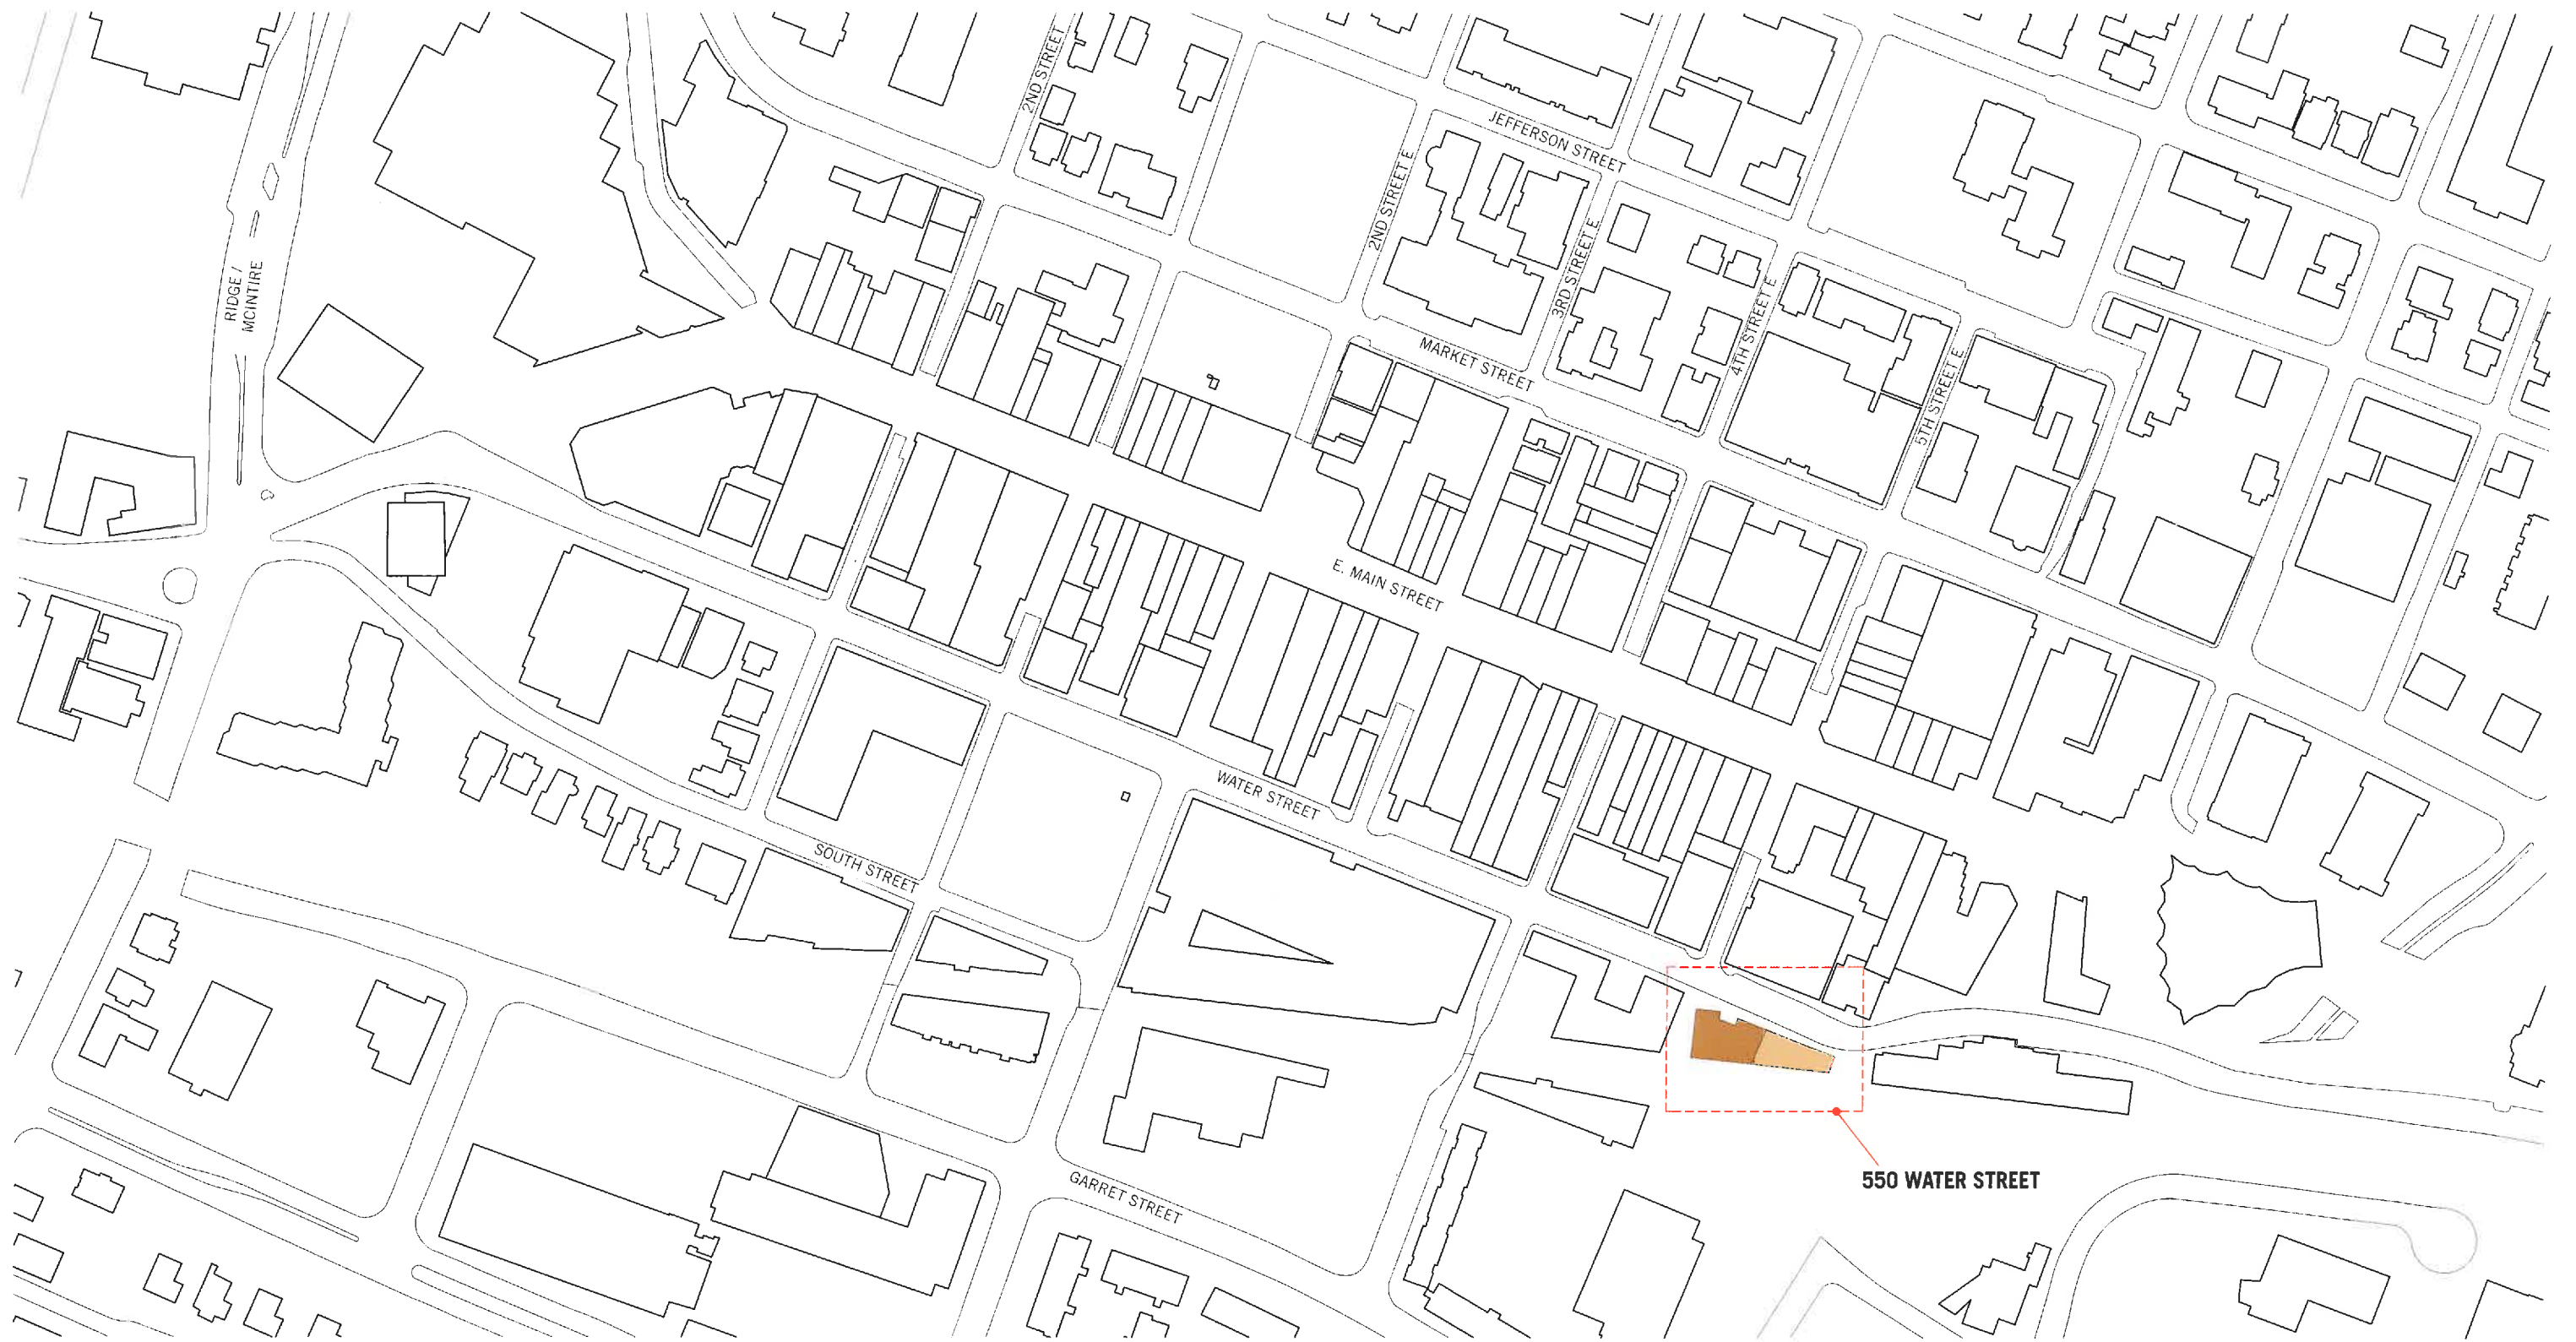 2ND STREET
JEFFERSON STREET
2ND STREET E
3RD STREET E
RIDGE /
MCINTIRE
4TH STREET E
MARKET STREET
5TH STREET E
E. MAIN STREET
WATER STREET
SOUTH STREET
550 WATER STREET
GARRET STREET